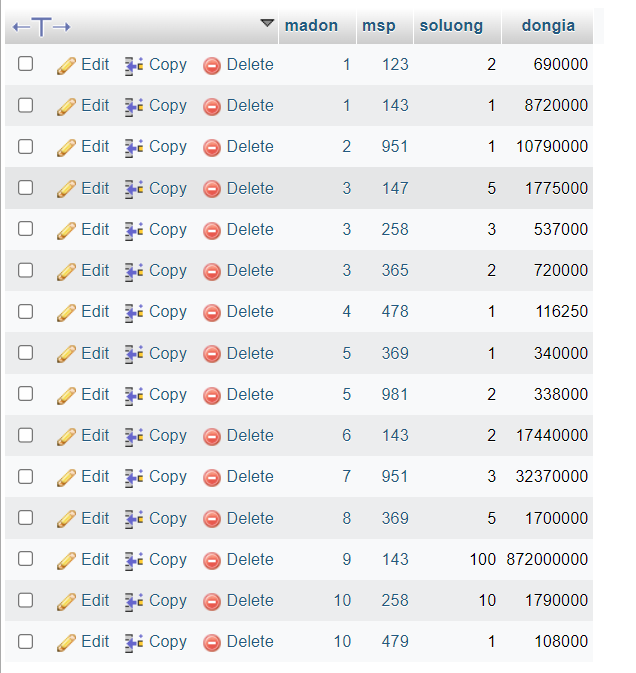 madon msp soluong dongia
Edit Copy Delete 1 123 2 690000
Edit Copy Delete 1 143 1 8720000
Edit Copy Delete 2 951 1 10790000
Edit Copy Delete 3 147 5 1775000
Edit Copy Delete 3 258 3 537000
Edit Copy Delete 3 365 2 720000
Edit Copy Delete 4 478 1 116250
Edit Copy Delete 5 369 1 340000
Edit Copy Delete 5 981 2 338000
Edit Copy Delete 6 143 2 17440000
Edit Copy Delete 7 951 3 32370000
Edit Copy Delete 8 369 5 1700000
Edit Copy Delete 9 143 100 872000000
Edit Copy Delete 10 258 10 1790000
Edit Copy Delete 10 479 1 108000